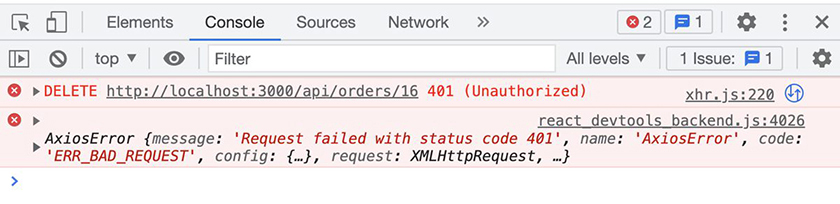 Elements Console Sources Network » 2 1
top Filter All levels 1 Issue: 1
DELETE http://localhost:3000/api/orders/16 401 (Unauthorized) xhr.js:220
react_devtools_backend.js:4026
AxiosError {message: 'Request failed with status code 401', name: 'AxiosError', code:
'ERR_BAD_REQUEST', config: {…}, request: XMLHttpRequest, …}